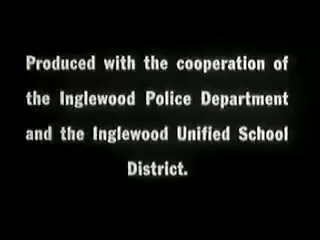 Produced with the cooperation of
the Inglewood Police Department
and the Inglewood Unified School
District.